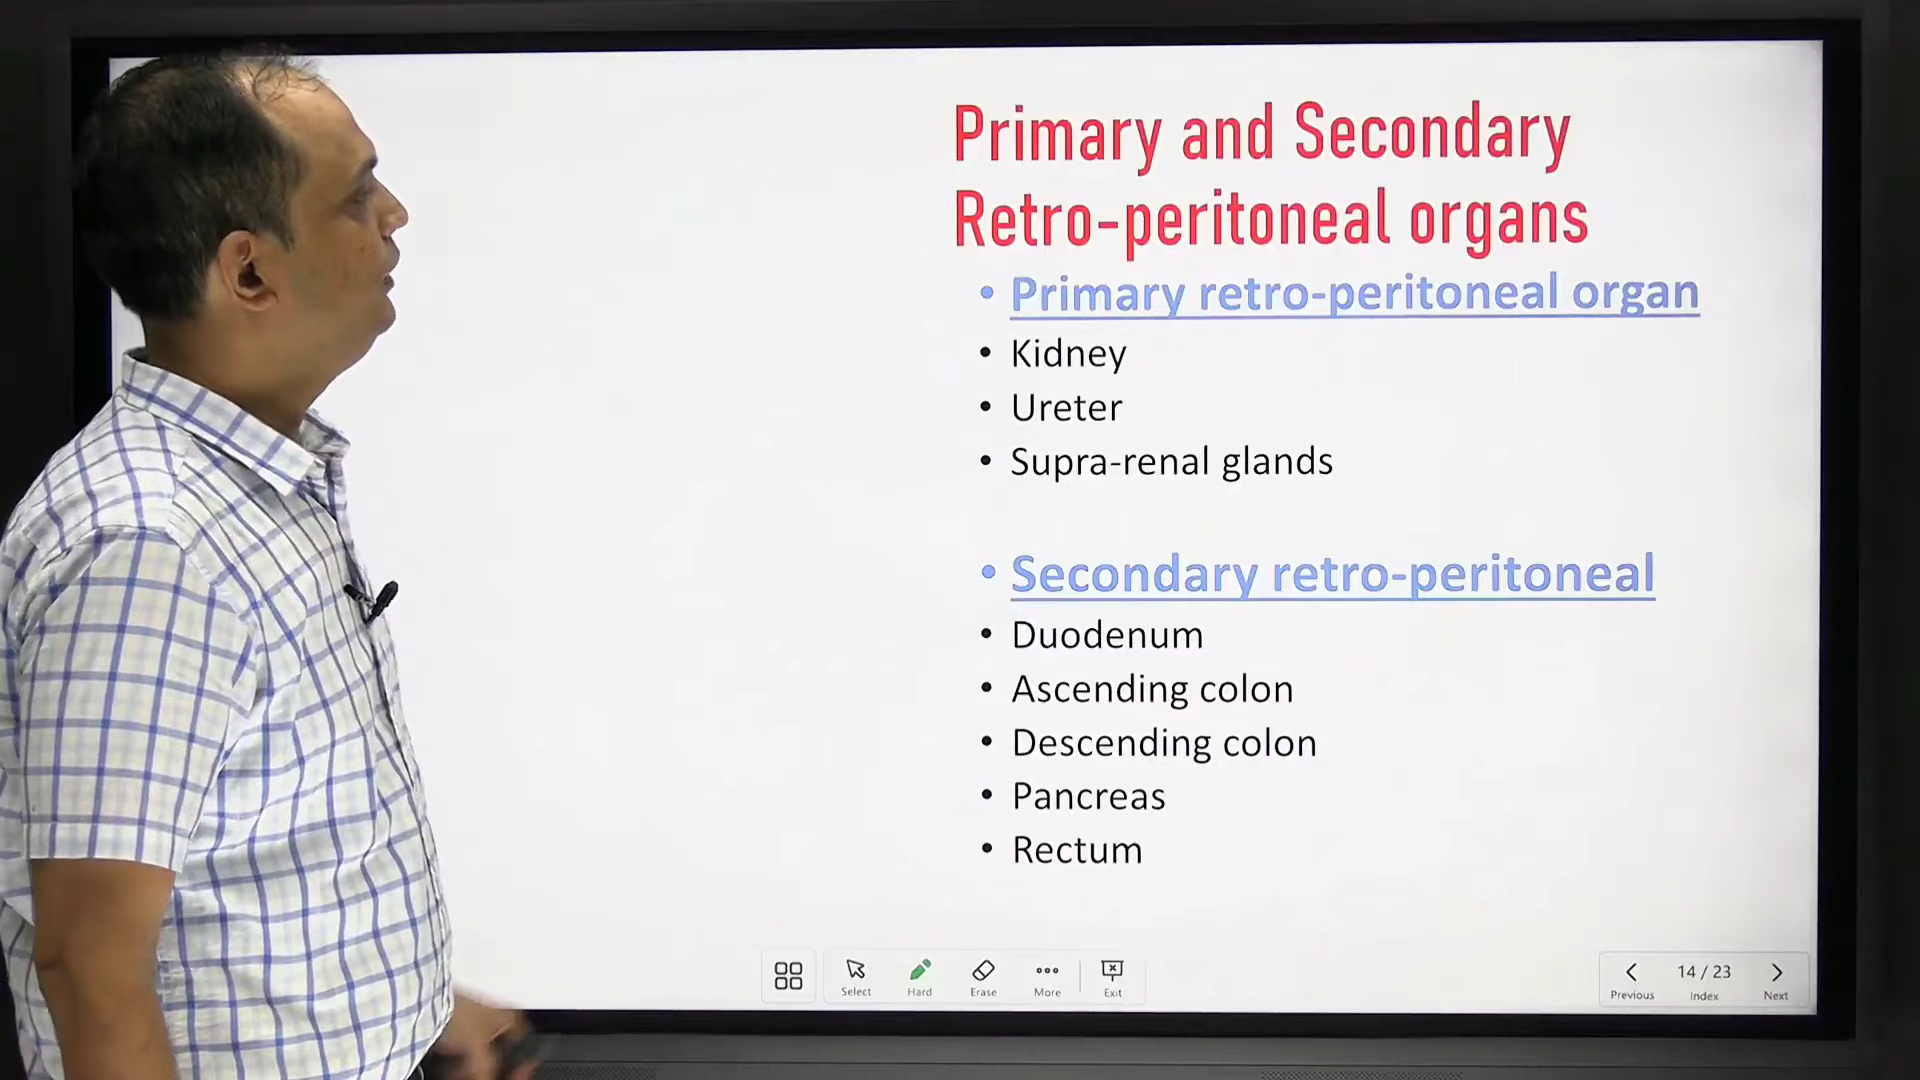 Primary and Secondary
Retro-peritoneal organs
• Primary retro-peritoneal organ
• Kidney
• Ureter
• Supra-renal glands
• Secondary retro-peritoneal
• Duodenum
• Ascending colon
• Descending colon
• Pancreas
• Rectum
Select Hard Erase More Exit
14 / 23
Previous Index Next